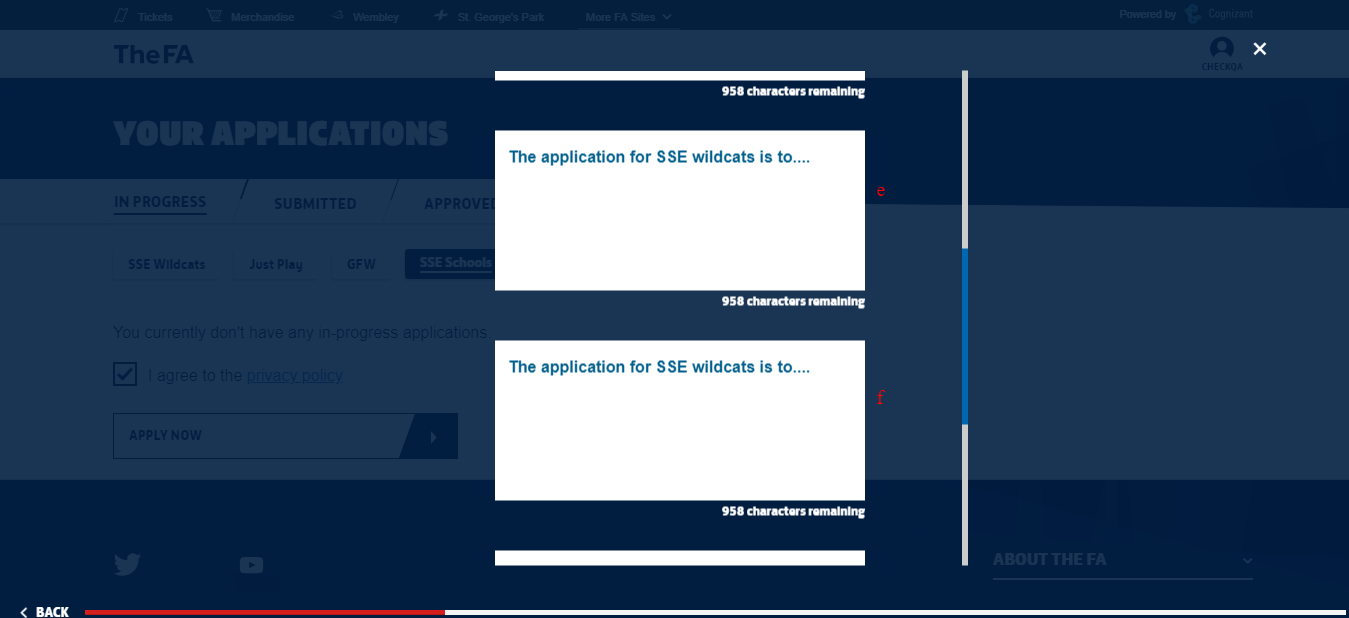 Tickets
Merchandise
Wembley
St. George's Park
More FA Sites
Powered by
Cognizant
TheFA
CHECKQA
958 characters remaining
YOUR APPLICATIONS
The application for SSE wildcats is to....
e
IN PROGRESS
SUBMITTED
APPROVED
SSE Wildcats
Just Play
GFW
SSE Schools
958 characters remaining
You currently don't have any in-progress applications.
The application for SSE wildcats is to....
I agree to the privacy policy
f
APPLY NOW
958 characters remaining
ABOUT THE FA
BACK